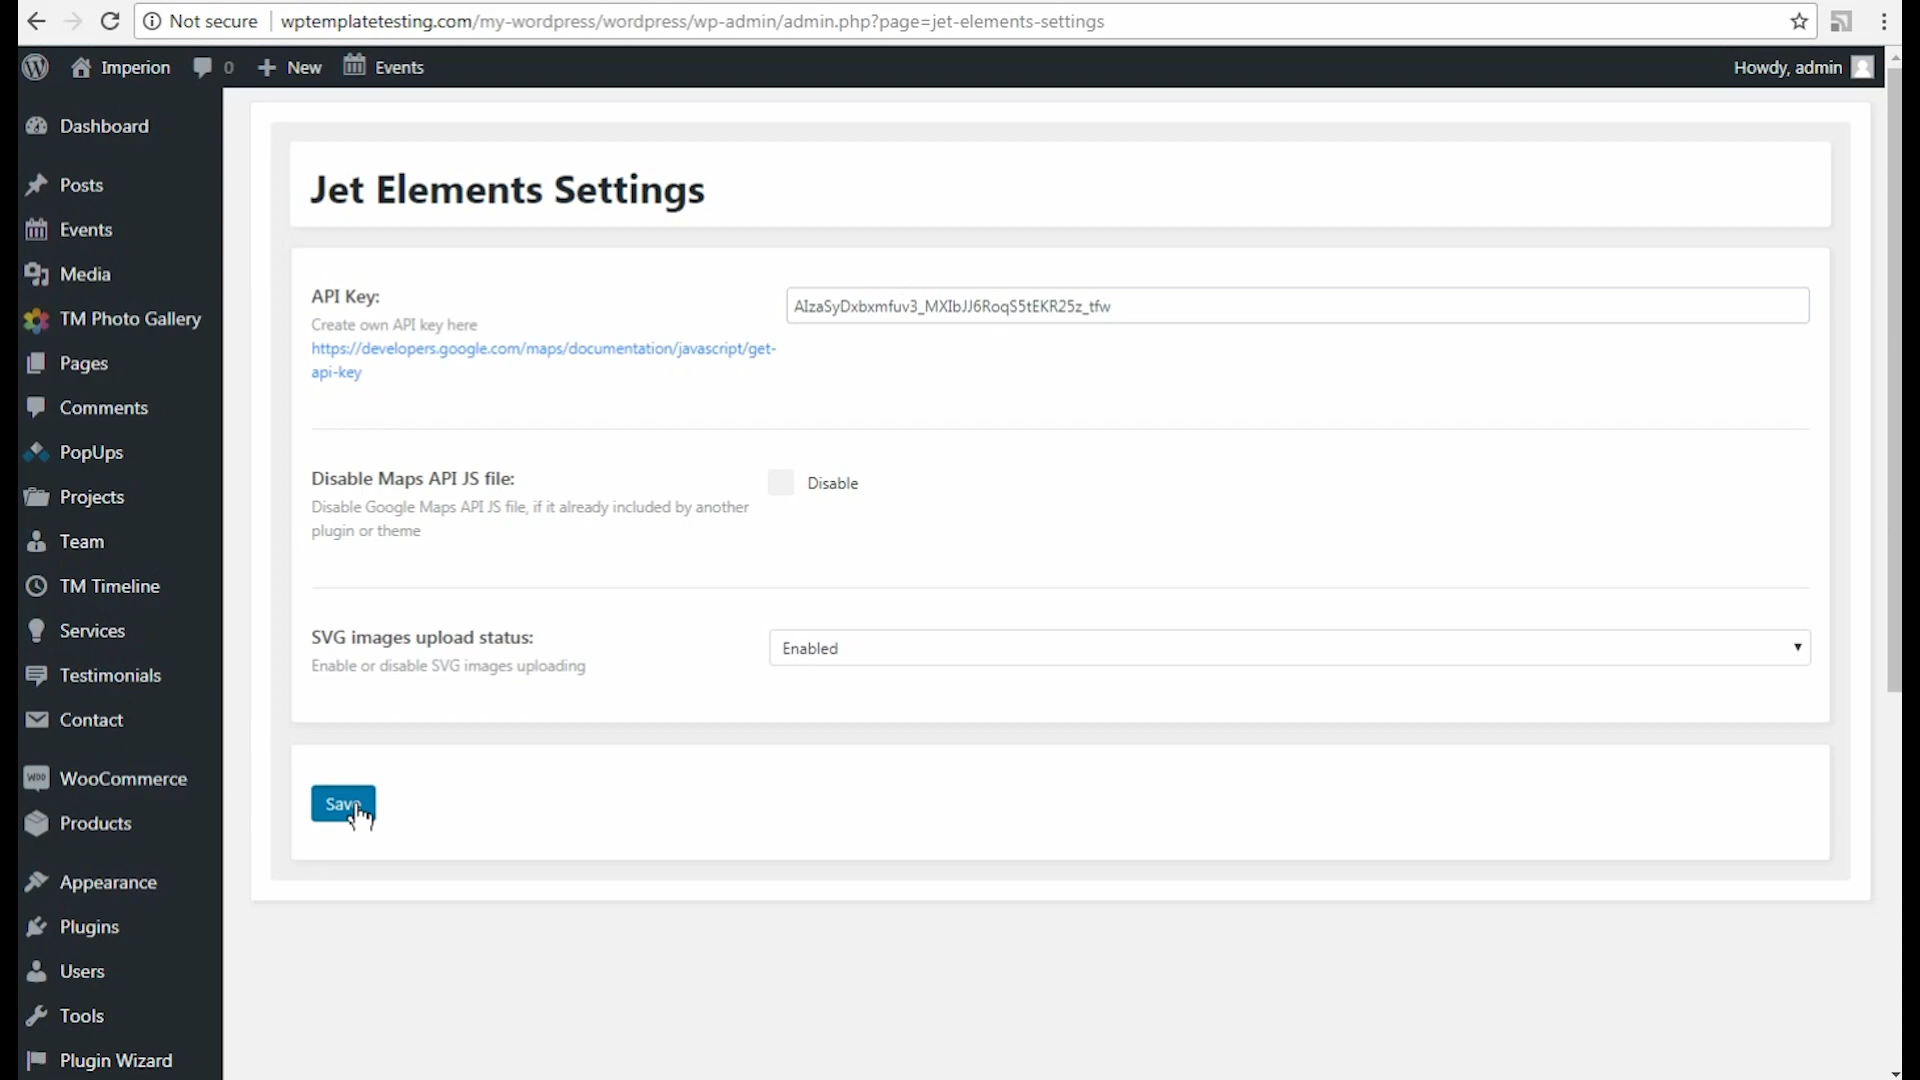 Not secure wptemplatetesting.com/my-wordpress/wordpress/wp-admin/admin.php?page=jet-elements-settings
Imperion 0 New Events Howdy, admin
Dashboard
Posts
Events
Media
TM Photo Gallery
Pages
Comments
PopUps
Projects
Team
TM Timeline
Services
Testimonials
Contact
WooCommerce
Products
Appearance
Plugins
Users
Tools
Plugin Wizard
Jet Elements Settings
API Key:
Create own API key here
https://developers.google.com/maps/documentation/javascript/get-
api-key
AIzaSyDxbxmfuv3_MXIbJJ6RoqS5tEKR25z_tfw
Disable Maps API JS file:
Disable Google Maps API JS file, if it already included by another
plugin or theme
Disable
SVG images upload status:
Enable or disable SVG images uploading
Enabled
Save